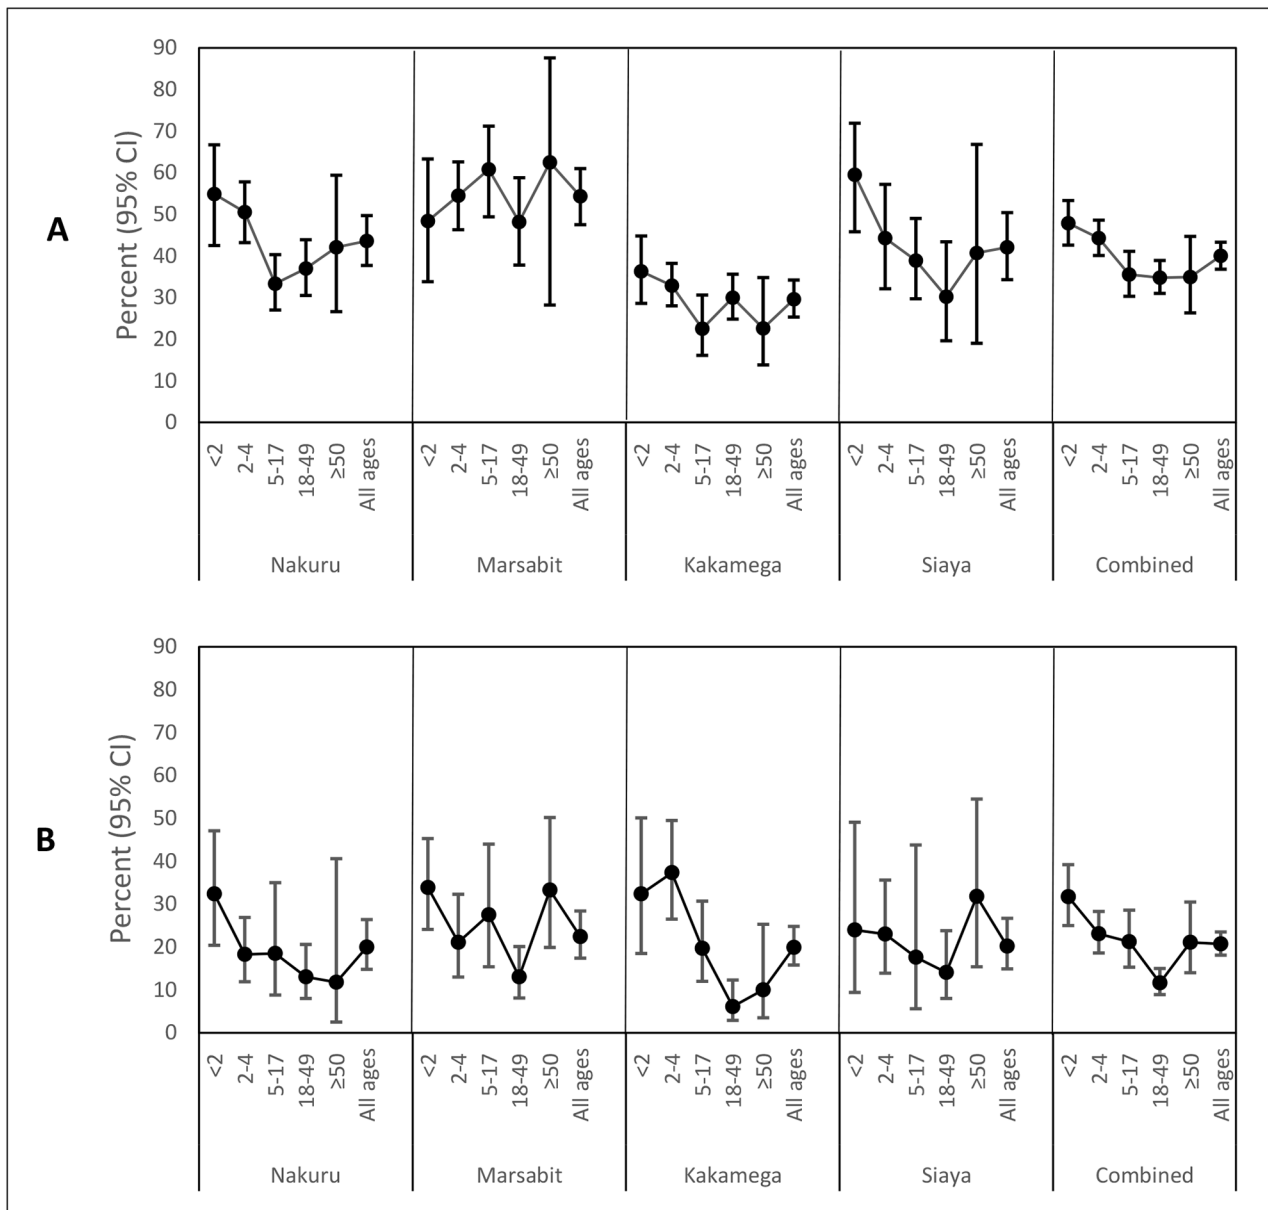 A
Percent (95% CI)
90
80
70
60
50
40
30
20
10
0
<2 2-4 5-17 18-49 ≥50 All ages <2 2-4 5-17 18-49 ≥50 All ages <2 2-4 5-17 18-49 ≥50 All ages <2 2-4 5-17 18-49 ≥50 All ages <2 2-4 5-17 18-49 ≥50 All ages
Nakuru Marsabit Kakamega Siaya Combined
B
Percent (95% CI)
90
80
70
60
50
40
30
20
10
0
<2 2-4 5-17 18-49 ≥50 All ages <2 2-4 5-17 18-49 ≥50 All ages <2 2-4 5-17 18-49 ≥50 All ages <2 2-4 5-17 18-49 ≥50 All ages <2 2-4 5-17 18-49 ≥50 All ages
Nakuru Marsabit Kakamega Siaya Combined